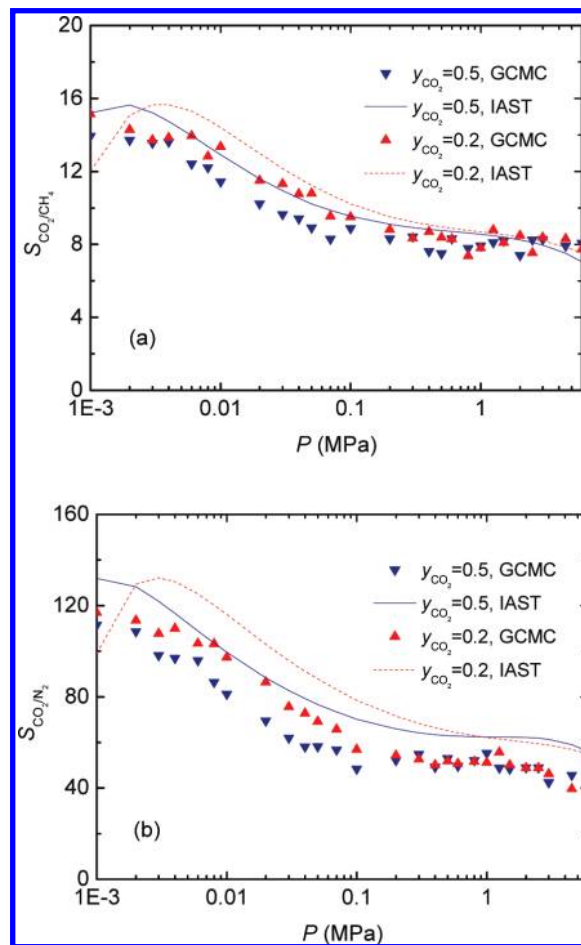 20
16
12
8
4
0
S_CO₂/CH₄
y_CO₂=0.5, GCMC
y_CO₂=0.5, IAST
y_CO₂=0.2, GCMC
y_CO₂=0.2, IAST
(a)
1E-3 0.01 0.1 1
P (MPa)
160
120
80
40
0
S_CO₂/N₂
y_CO₂=0.5, GCMC
y_CO₂=0.5, IAST
y_CO₂=0.2, GCMC
y_CO₂=0.2, IAST
(b)
1E-3 0.01 0.1 1
P (MPa)